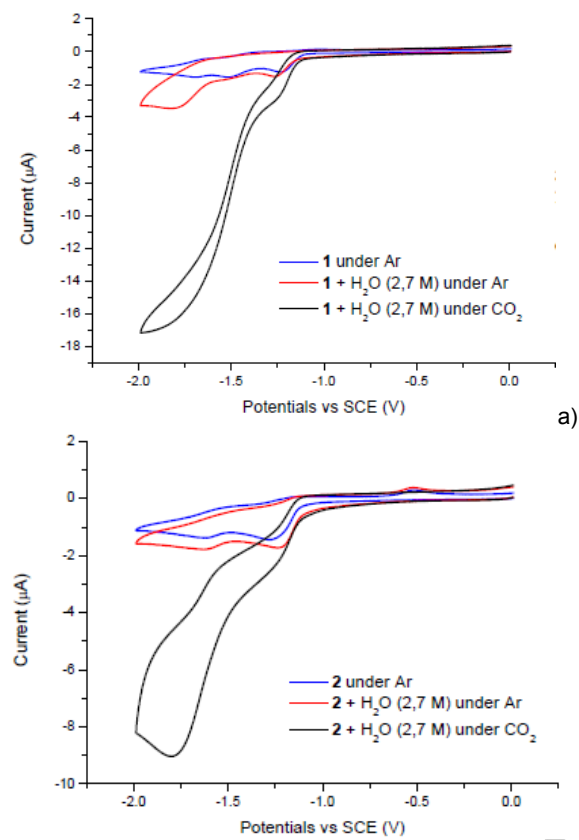 2
0
-2
-4
-6
-8
-10
-12
-14
-16
-18
Current (µA)
1 under Ar
1 + H₂O (2,7 M) under Ar
1 + H₂O (2,7 M) under CO₂
-2.0 -1.5 -1.0 -0.5 0.0
Potentials vs SCE (V)
a)
2
0
-2
-4
-6
-8
-10
Current (µA)
2 under Ar
2 + H₂O (2,7 M) under Ar
2 + H₂O (2,7 M) under CO₂
-2.0 -1.5 -1.0 -0.5 0.0
Potentials vs SCE (V)